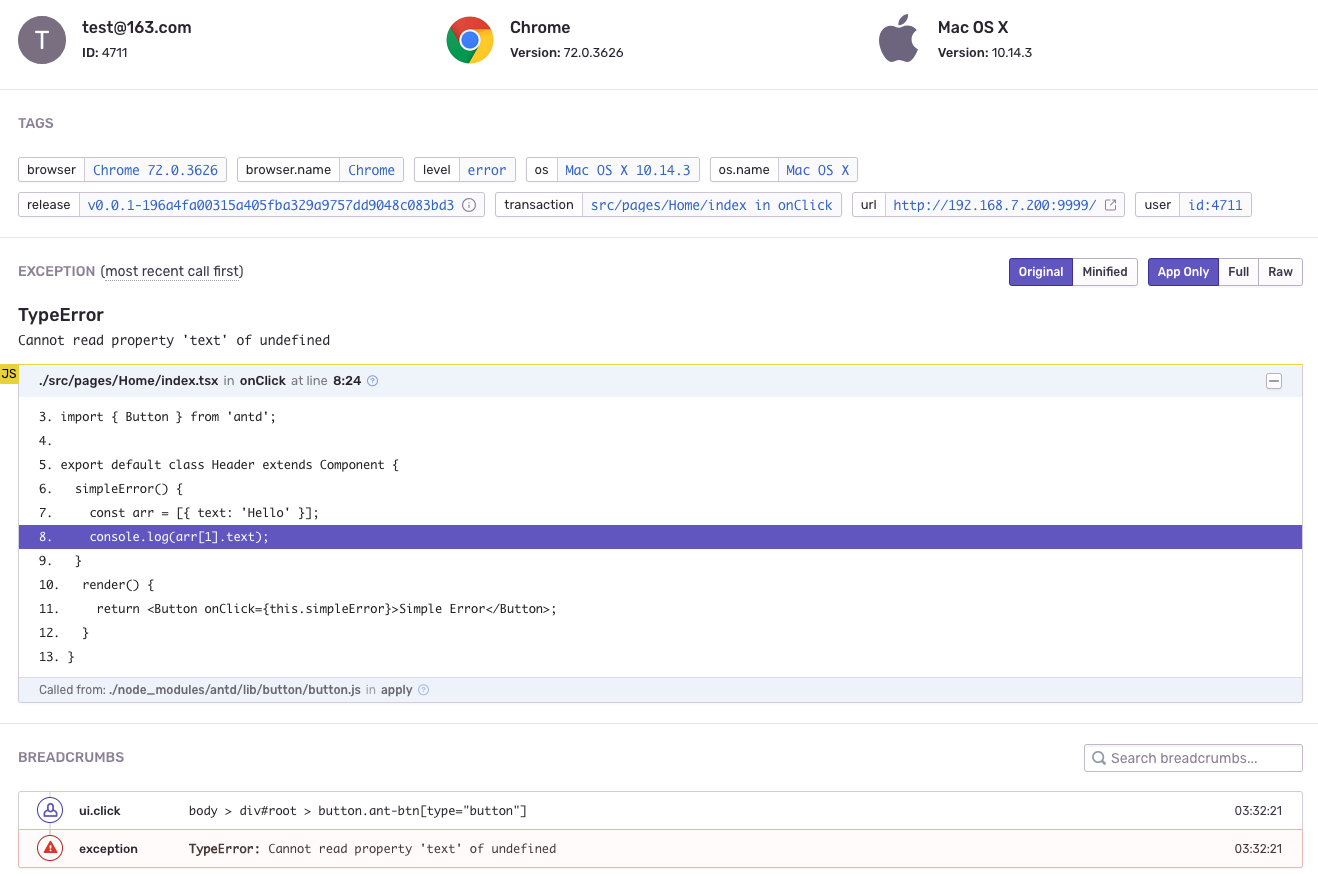 T
test@163.com
ID: 4711
Chrome
Version: 72.0.3626
Mac OS X
Version: 10.14.3
TAGS
browser Chrome 72.0.3626 browser.name Chrome level error os Mac OS X 10.14.3 os.name Mac OS X
release v0.0.1-196a4fa00315a405fba329a9757dd9048c083bd3 transaction src/pages/Home/index in onClick url http://192.168.7.200:9999/ user id:4711
EXCEPTION (most recent call first) Original Minified App Only Full Raw
TypeError
Cannot read property 'text' of undefined
JS ./src/pages/Home/index.tsx in onClick at line 8:24 ?
3. import { Button } from 'antd';
4.
5. export default class Header extends Component {
6. simpleError() {
7. const arr = [{ text: 'Hello' }];
8. console.log(arr[1].text);
9. }
10. render() {
11. return <Button onClick={this.simpleError}>Simple Error</Button>;
12. }
13. }
Called from: ./node_modules/antd/lib/button/button.js in apply ?
BREADCRUMBS Search breadcrumbs...
ui.click body > div#root > button.ant-btn[type="button"] 03:32:21
exception TypeError: Cannot read property 'text' of undefined 03:32:21